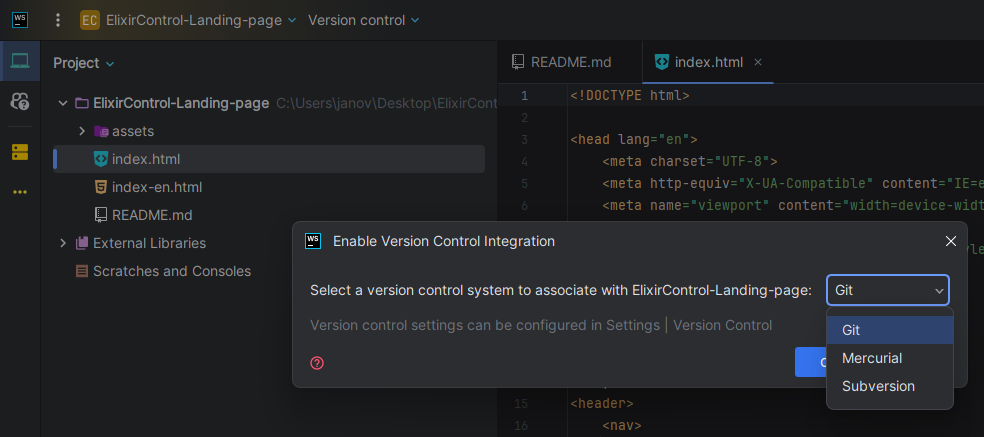 WS
EC ElixirControl-Landing-page Version control
Project
README.md
index.html
ElixirControl-Landing-page C:\Users\janov\Desktop\ElixirCont
assets
index.html
index-en.html
README.md
External Libraries
Scratches and Consoles
1 <!DOCTYPE html>
2
3 <head lang="en">
4 <meta charset="UTF-8">
5 <meta http-equiv="X-UA-Compatible" content="IE=e
6 <meta name="viewport" content="width=device-widt
WS Enable Version Control Integration
Select a version control system to associate with ElixirControl-Landing-page: Git
Version control settings can be configured in Settings | Version Control
Git
Mercurial
Subversion
15 <header>
16 <nav>